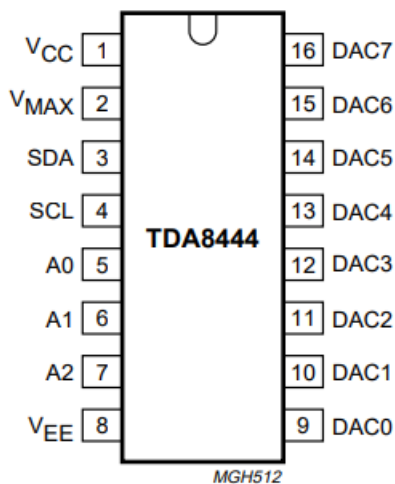 VCC 1 16 DAC7
VMAX 2 15 DAC6
SDA 3 14 DAC5
SCL 4 13 DAC4
TDA8444
A0 5 12 DAC3
A1 6 11 DAC2
A2 7 10 DAC1
VEE 8 9 DAC0
MGH512